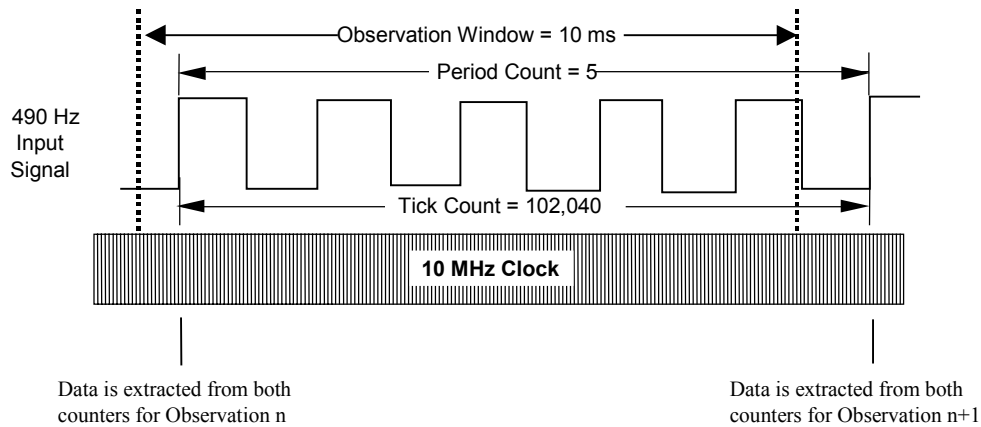 Observation Window = 10 ms
Period Count = 5
490 Hz
Input
Signal
Tick Count = 102,040
10 MHz Clock
Data is extracted from both
counters for Observation n
Data is extracted from both
counters for Observation n+1